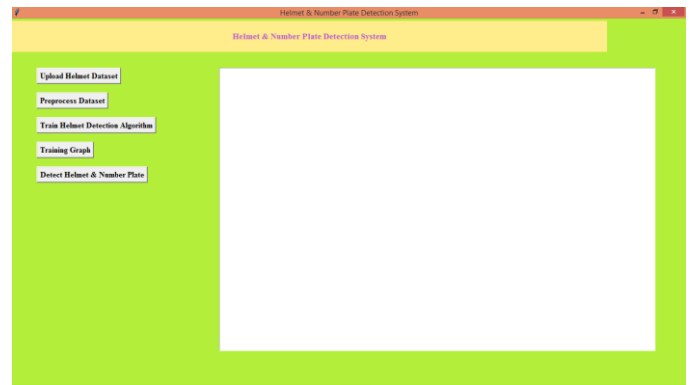 Helmet & Number Plate Detection System
Helmet & Number Plate Detection System
Upload Helmet Dataset
Preprocess Dataset
Train Helmet Detection Algorithm
Training Graph
Detect Helmet & Number Plate